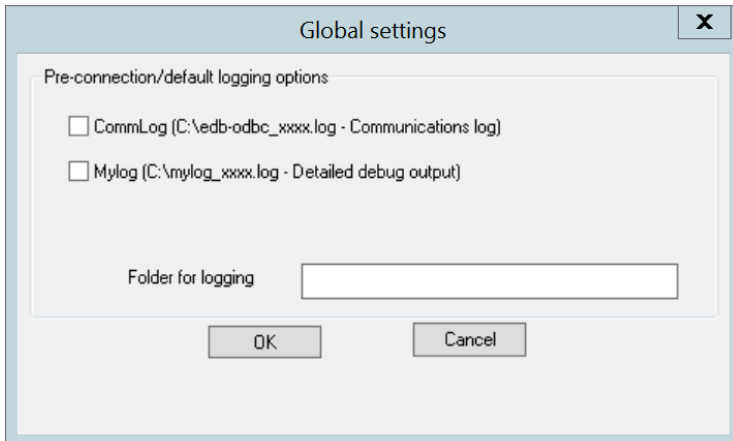 Global settings
X
Pre-connection/default logging options
CommLog (C:\edb-odbc_xxxx.log - Communications log)
Mylog (C:\mylog_xxxx.log - Detailed debug output)
Folder for logging
OK
Cancel